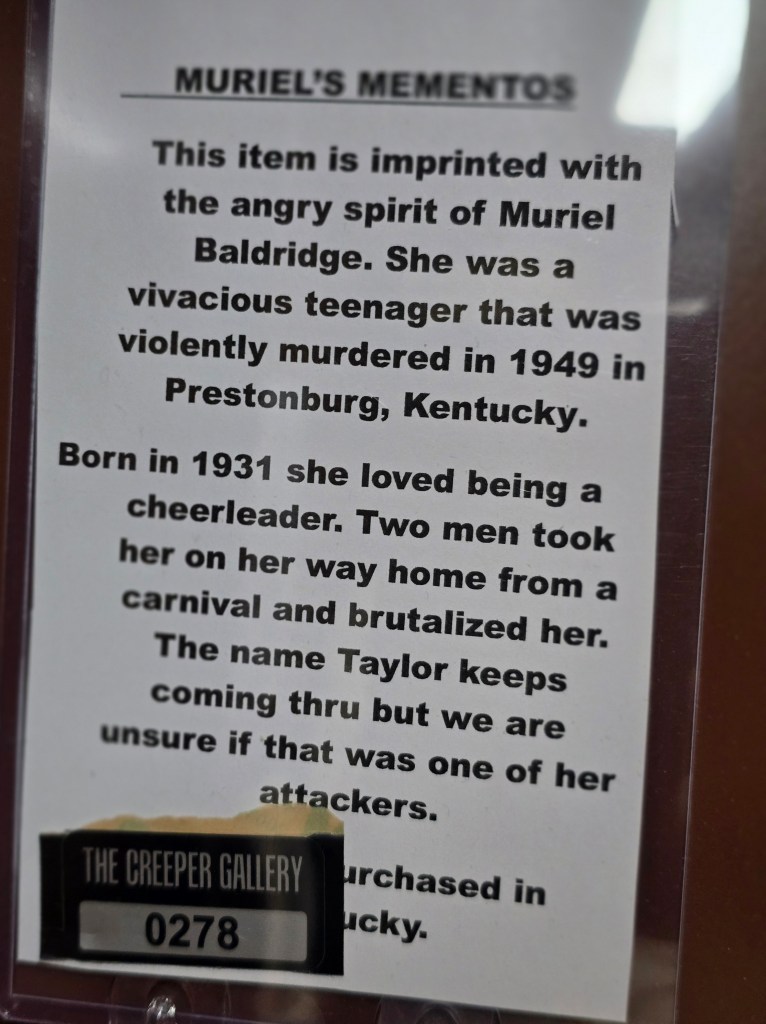 MURIEL'S MEMENTOS
This item is imprinted with
the angry spirit of Muriel
Baldridge. She was a
vivacious teenager that was
violently murdered in 1949 in
Prestonburg, Kentucky.
Born in 1931 she loved being a
cheerleader. Two men took
her on her way home from a
carnival and brutalized her.
The name Taylor keeps
coming thru but we are
unsure if that was one of her
attackers.
urchased in
ucky.
THE CREEPER GALLERY
0278